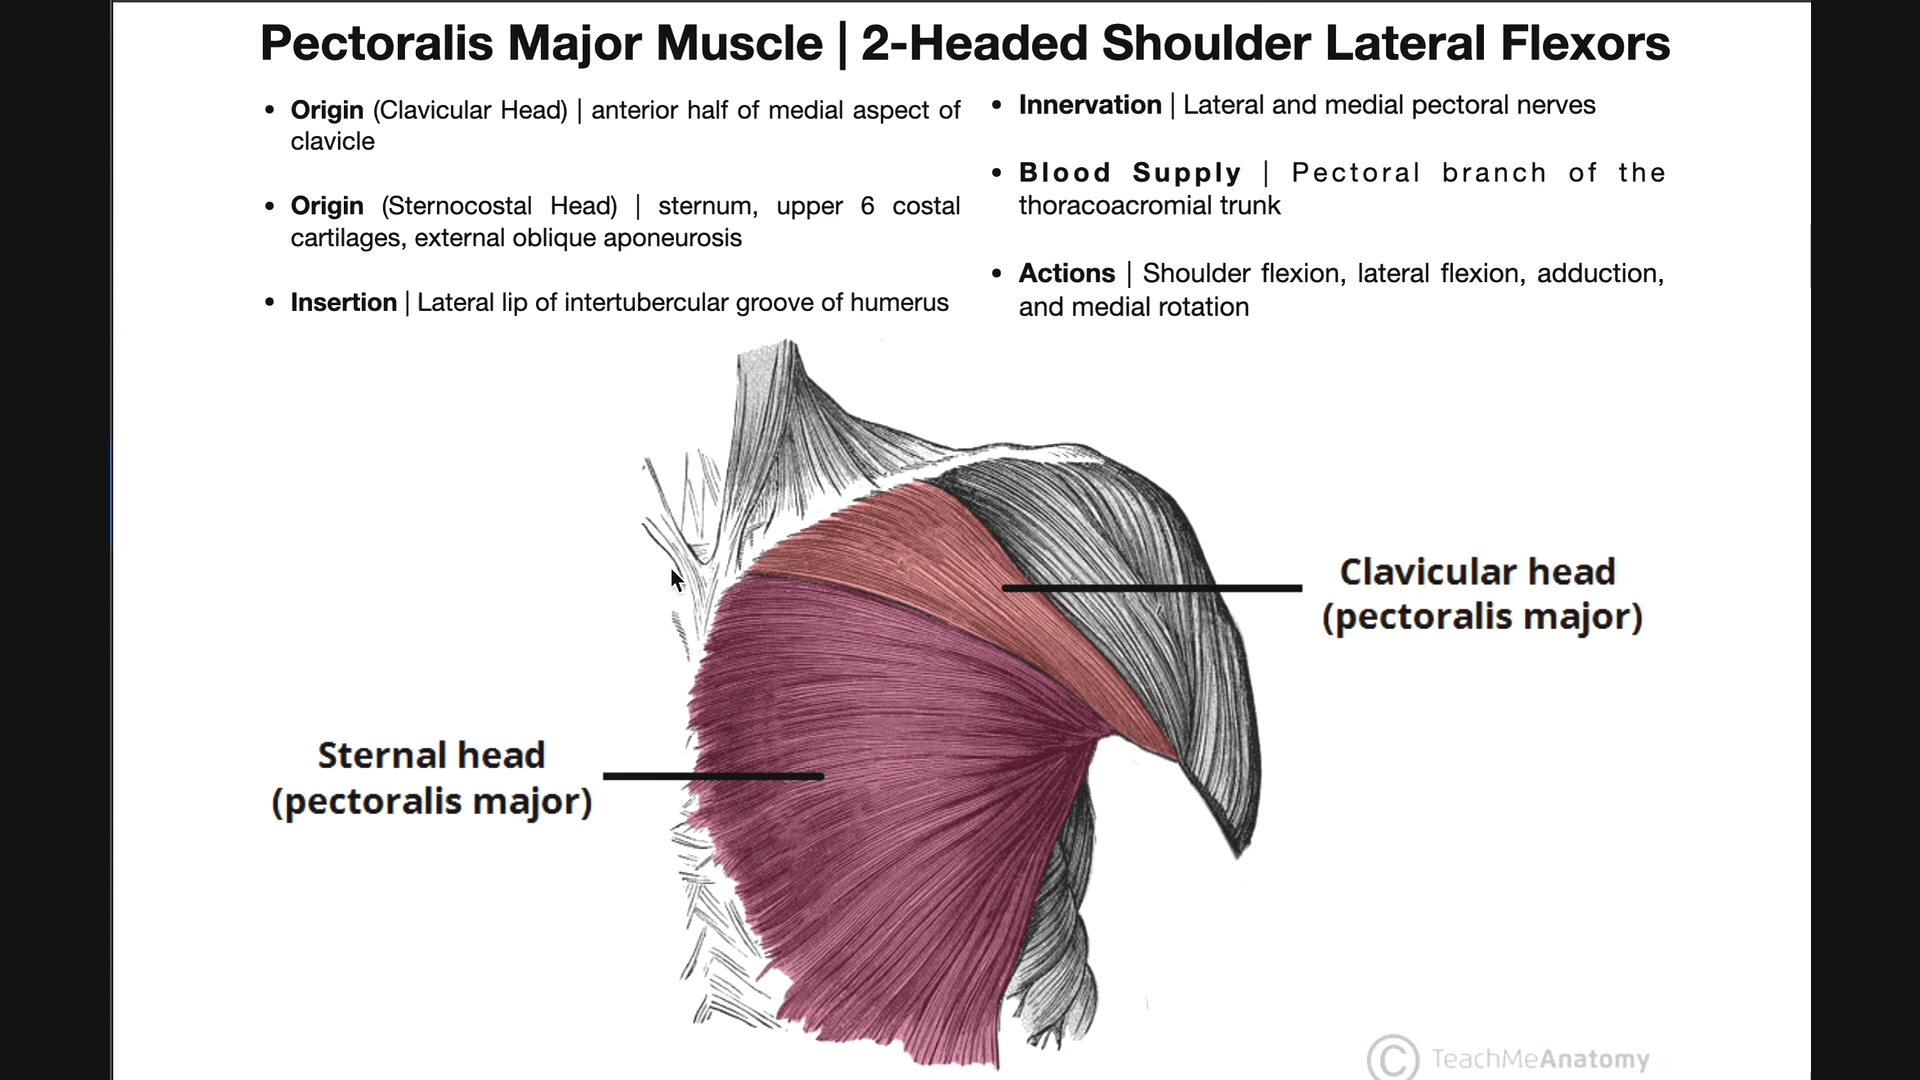 Pectoralis Major Muscle | 2-Headed Shoulder Lateral Flexors
• Origin (Clavicular Head) | anterior half of medial aspect of
clavicle
• Origin (Sternocostal Head) | sternum, upper 6 costal
cartilages, external oblique aponeurosis
• Insertion | Lateral lip of intertubercular groove of humerus
• Innervation | Lateral and medial pectoral nerves
• Blood Supply | Pectoral branch of the
thoracoacromial trunk
• Actions | Shoulder flexion, lateral flexion, adduction,
and medial rotation
Clavicular head
(pectoralis major)
Sternal head
(pectoralis major)
© TeachMeAnatomy